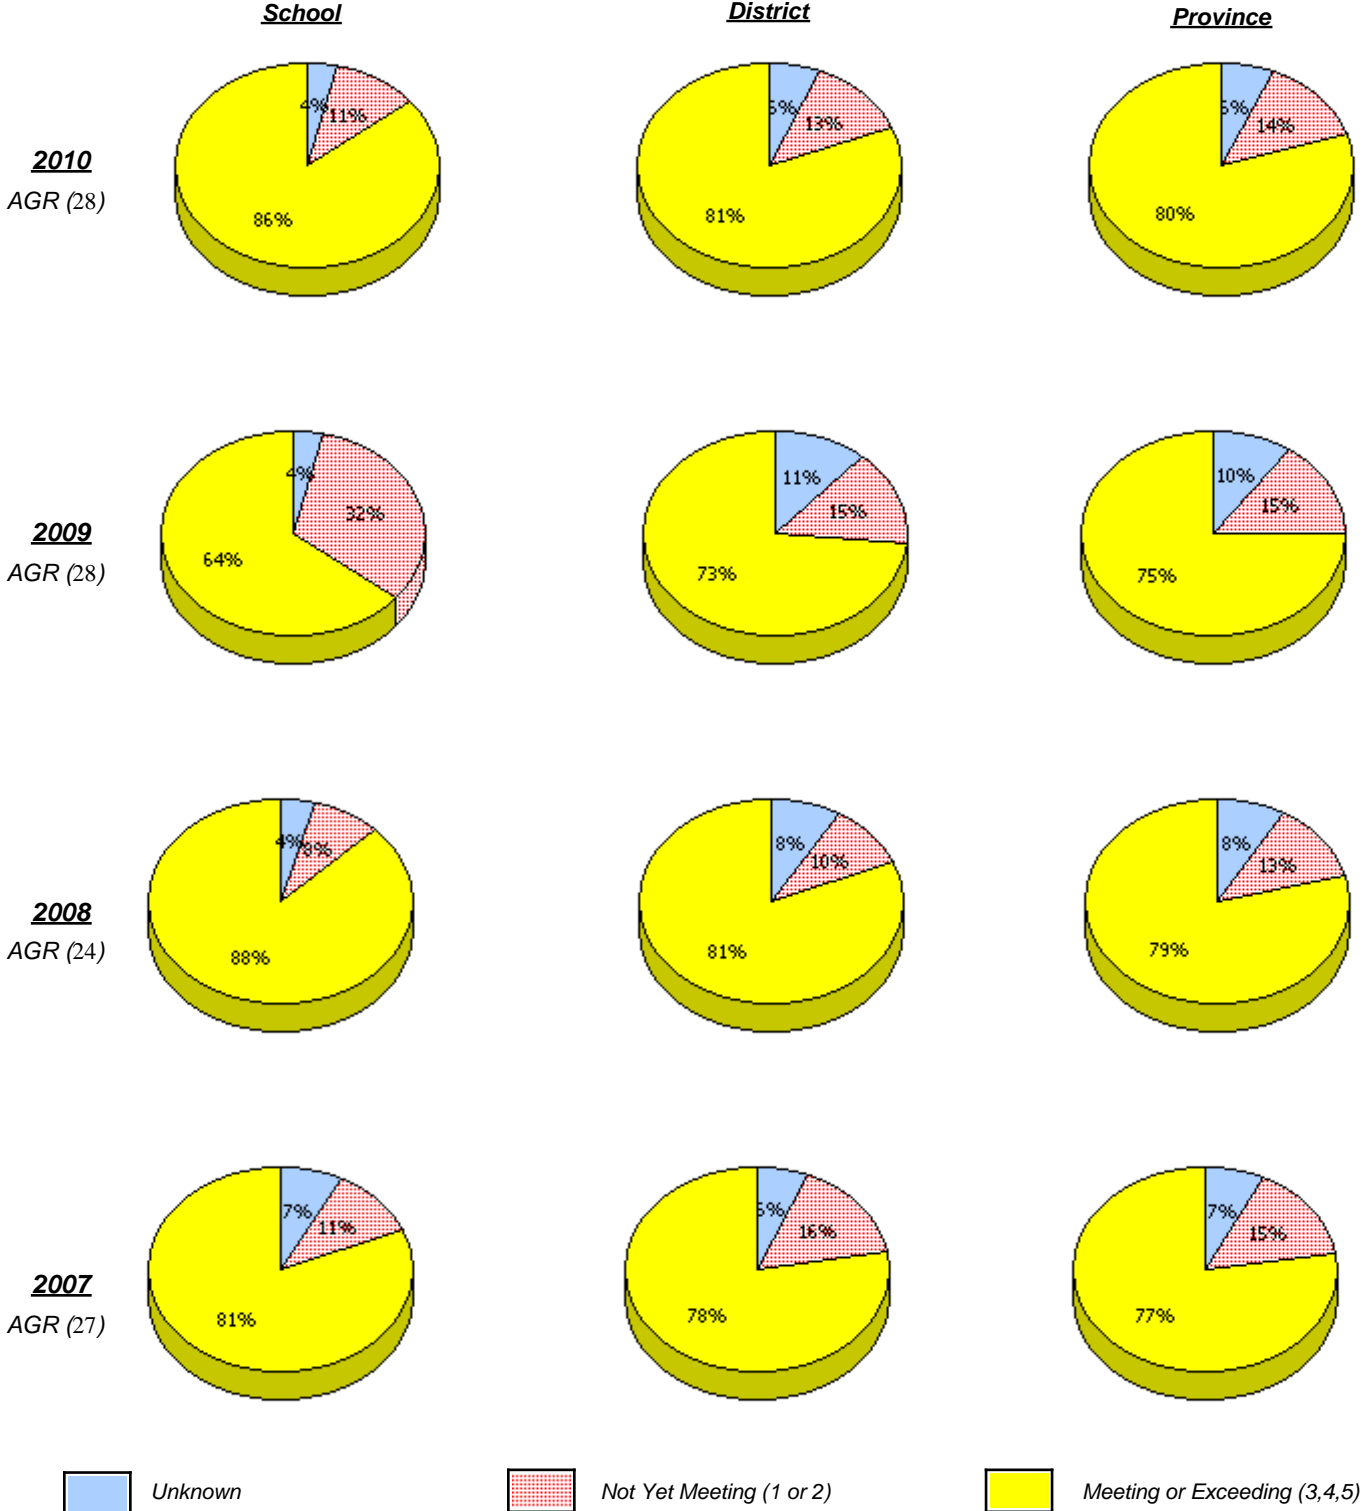 School District Province
2010
AGR (28)
4% 11% 86%
13% 81%
14% 80%
2009
AGR (28)
4% 32% 64%
11% 15% 73%
10% 15% 75%
2008
AGR (24)
4% 8% 88%
8% 10% 81%
8% 13% 79%
2007
AGR (27)
7% 11% 81%
16% 78%
7% 15% 77%
Unknown Not Yet Meeting (1 or 2) Meeting or Exceeding (3,4,5)